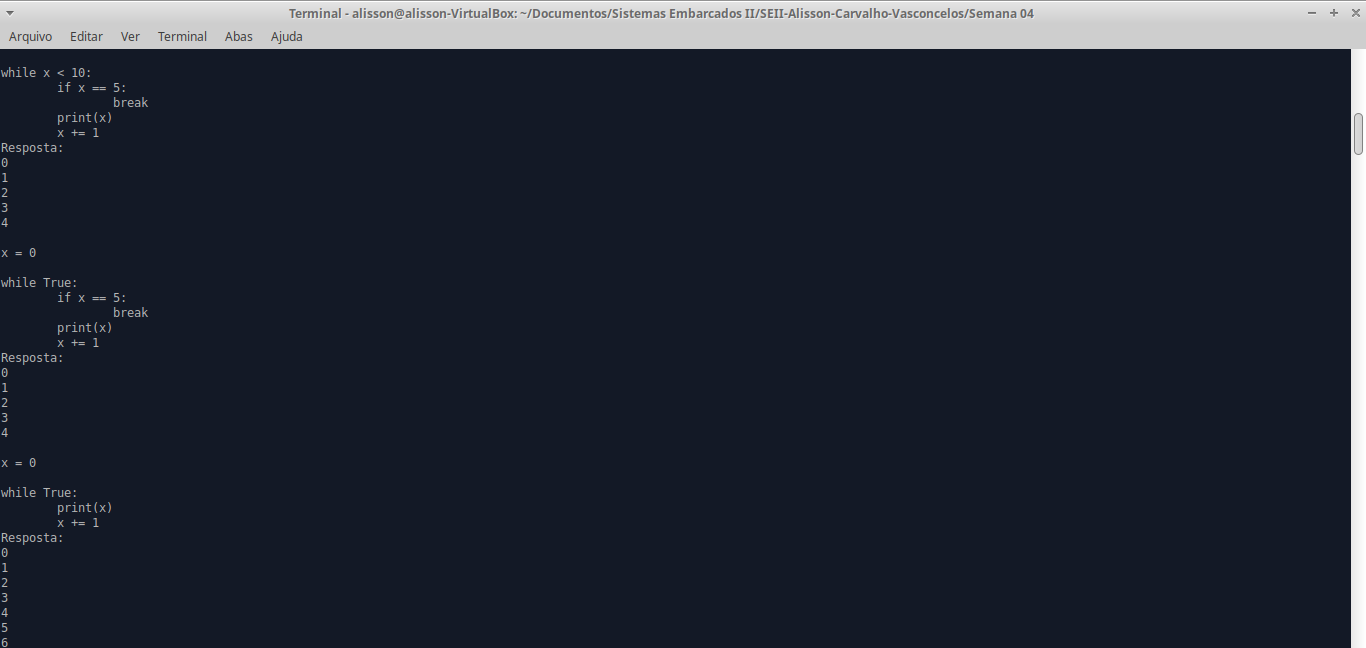 Terminal - alisson@alisson-VirtualBox: ~/Documentos/Sistemas Embarcados II/SEII-Alisson-Carvalho-Vasconcelos/Semana 04
Arquivo Editar Ver Terminal Abas Ajuda
while x < 10:
        if x == 5:
                break
        print(x)
        x += 1
Resposta:
0
1
2
3
4
x = 0
while True:
        if x == 5:
                break
        print(x)
        x += 1
Resposta:
0
1
2
3
4
x = 0
while True:
        print(x)
        x += 1
Resposta:
0
1
2
3
4
5
6